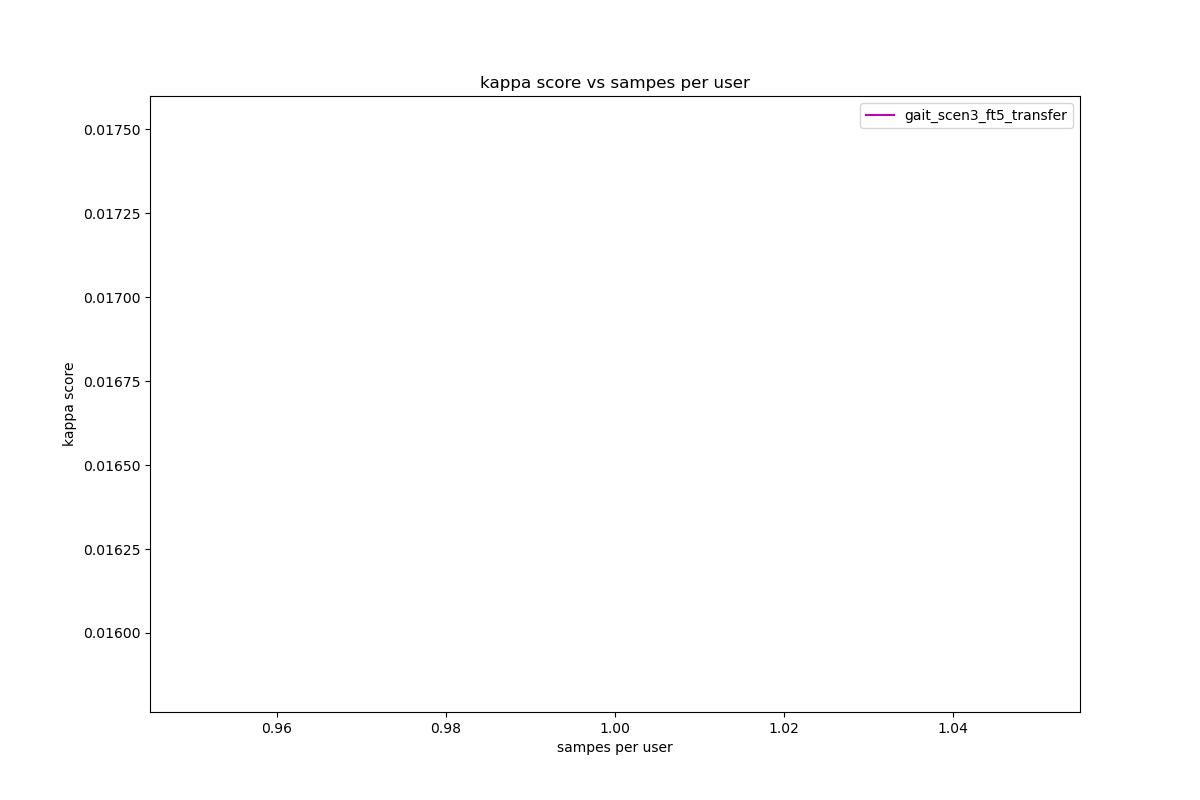 kappa score vs sampes per user
gait_scen3_ft5_transfer
0.01750
0.01725
0.01700
0.01675
0.01650
0.01625
0.01600
kappa score
0.96 0.98 1.00 1.02 1.04
sampes per user